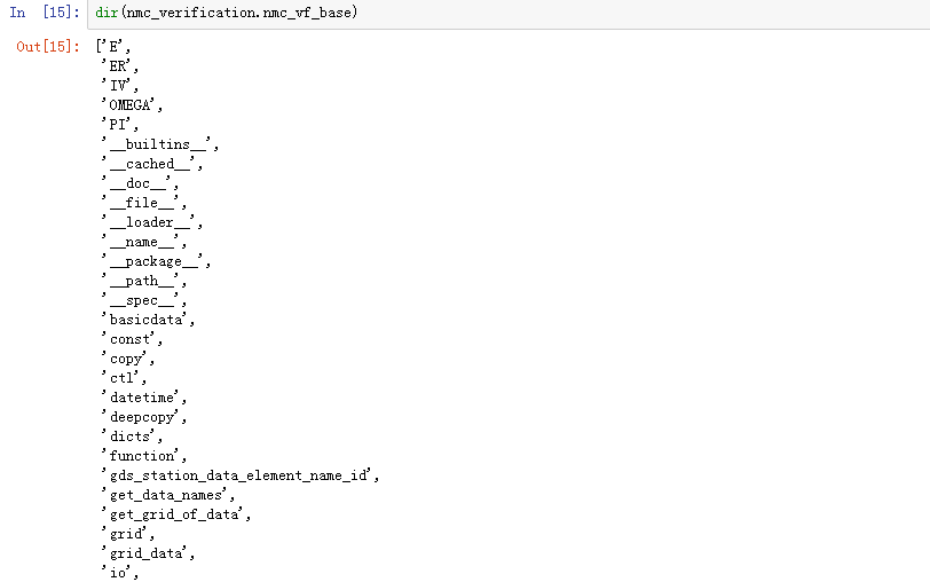 In [15]: dir(nmc_verification.nmc_vf_base)
Out[15]: ['E',
'ER',
'IV',
'OMEGA',
'PI',
'__builtins__',
'__cached__',
'__doc__',
'__file__',
'__loader__',
'__name__',
'__package__',
'__path__',
'__spec__',
'basicdata',
'const',
'copy',
'ctl',
'datetime',
'deepcopy',
'dicts',
'function',
'gds_station_data_element_name_id',
'get_data_names',
'get_grid_of_data',
'grid',
'grid_data',
'io',